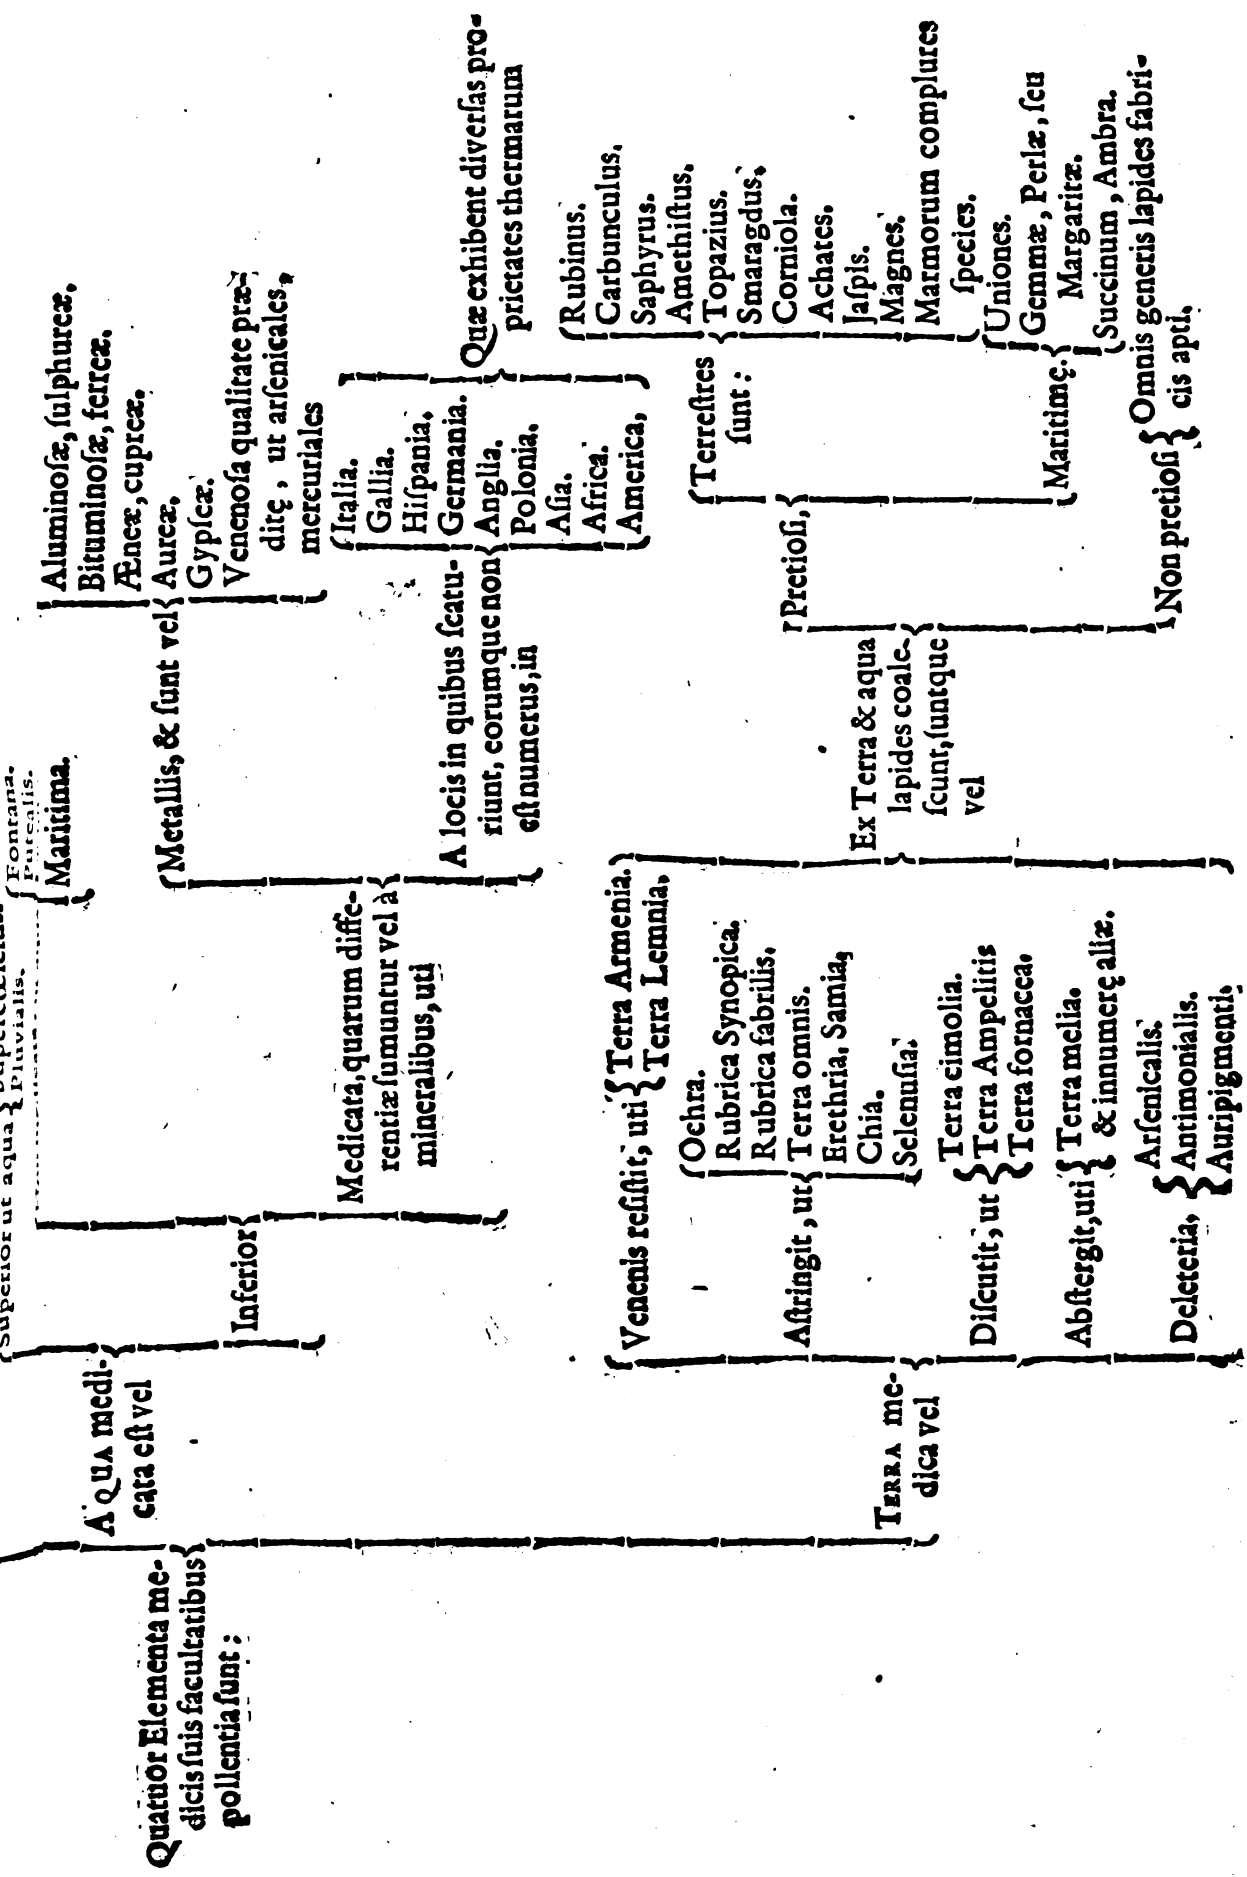 Quatuor Elementa me-
dicis ſuis facultatibus
pollentia ſunt;
AQUA medi-
cata eſt vel
Superior ut aqua
Pluvialis.
Fontana.
Putealis.
Maritima.
Inferior
Medicata, quarum diffe-
rentiæ ſumuntur vel à
mineralibus, uti
Metallis, & ſunt vel
Aluminoſæ, ſulphureæ.
Bituminoſæ, ferreæ.
Æneæ, cupreæ.
Aureæ.
Gypſeæ.
Venenoſa qualitate præ-
ditę, ut arſenicales,
mercuriales
A locis in quibus ſcatu-
riunt, eorumque non
eſt numerus, in
Italia.
Gallia.
Hiſpania.
Germania.
Anglia.
Polonia.
Aſia.
Africa.
America,
Quæ exhibent diverſas pro-
prietates thermarum
TERRA me-
dica vel
Venenis reſiſtit, uti
Terra Armenia.
Terra Lemnia.
Aſtringit, ut
Ochra.
Rubrica Synopica.
Rubrica fabrilis.
Terra omnis.
Erethria, Samia,
Chia.
Selenuſia.
Diſcutit, ut
Terra cimolia.
Terra Ampelitis
Terra fornacea.
Abſtergit, uti
Terra melia.
& innumerę aliæ.
Deleteria,
Arſenicalis.
Antimonialis.
Auripigmenti.
Ex Terra & aqua
lapides coale-
ſcunt, ſuntque
vel
Pretioſi,
Terreſtres
ſunt:
Rubinus.
Carbunculus.
Saphyrus.
Amethiſtus.
Topazius.
Smaragdus.
Corniola.
Achates.
Jaſpis.
Magnes.
Marmorum complures
ſpecies.
Maritimę.
Uniones.
Gemmæ, Perlæ, ſeu
Margaritæ.
Succinum, Ambra.
Non pretioſi
Omnis generis lapides fabri-
cis apti.